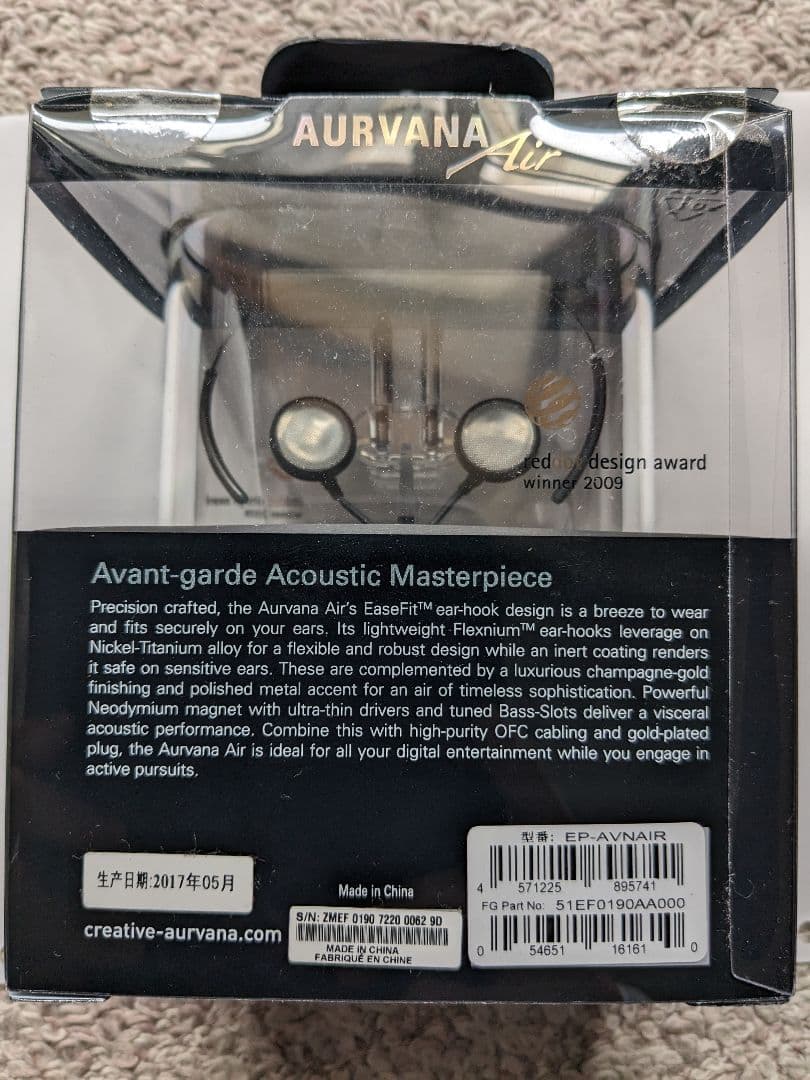 AURVANA Air
reddot design award
winner 2009
Avant-garde Acoustic Masterpiece
Precision crafted, the Aurvana Air's EaseFit™ ear-hook design is a breeze to wear
and fits securely on your ears. Its lightweight Flexnium™ ear-hooks leverage on
Nickel-Titanium alloy for a flexible and robust design while an inert coating renders
it safe on sensitive ears. These are complemented by a luxurious champagne-gold
finishing and polished metal accent for an air of timeless sophistication. Powerful
Neodymium magnet with ultra-thin drivers and tuned Bass-Slots deliver a visceral
acoustic performance. Combine this with high-purity OFC cabling and gold-plated
plug, the Aurvana Air is ideal for all your digital entertainment while you engage in
active pursuits.
生产日期:2017年05月
creative-aurvana.com
Made in China
S/N: ZMEF 0190 7220 0062 9D
MADE IN CHINA
FABRIQUÉ EN CHINE
型番: EP-AVNAIR
4 571225 895741
FG Part No: 51EF0190AA000
0 54651 16161 0